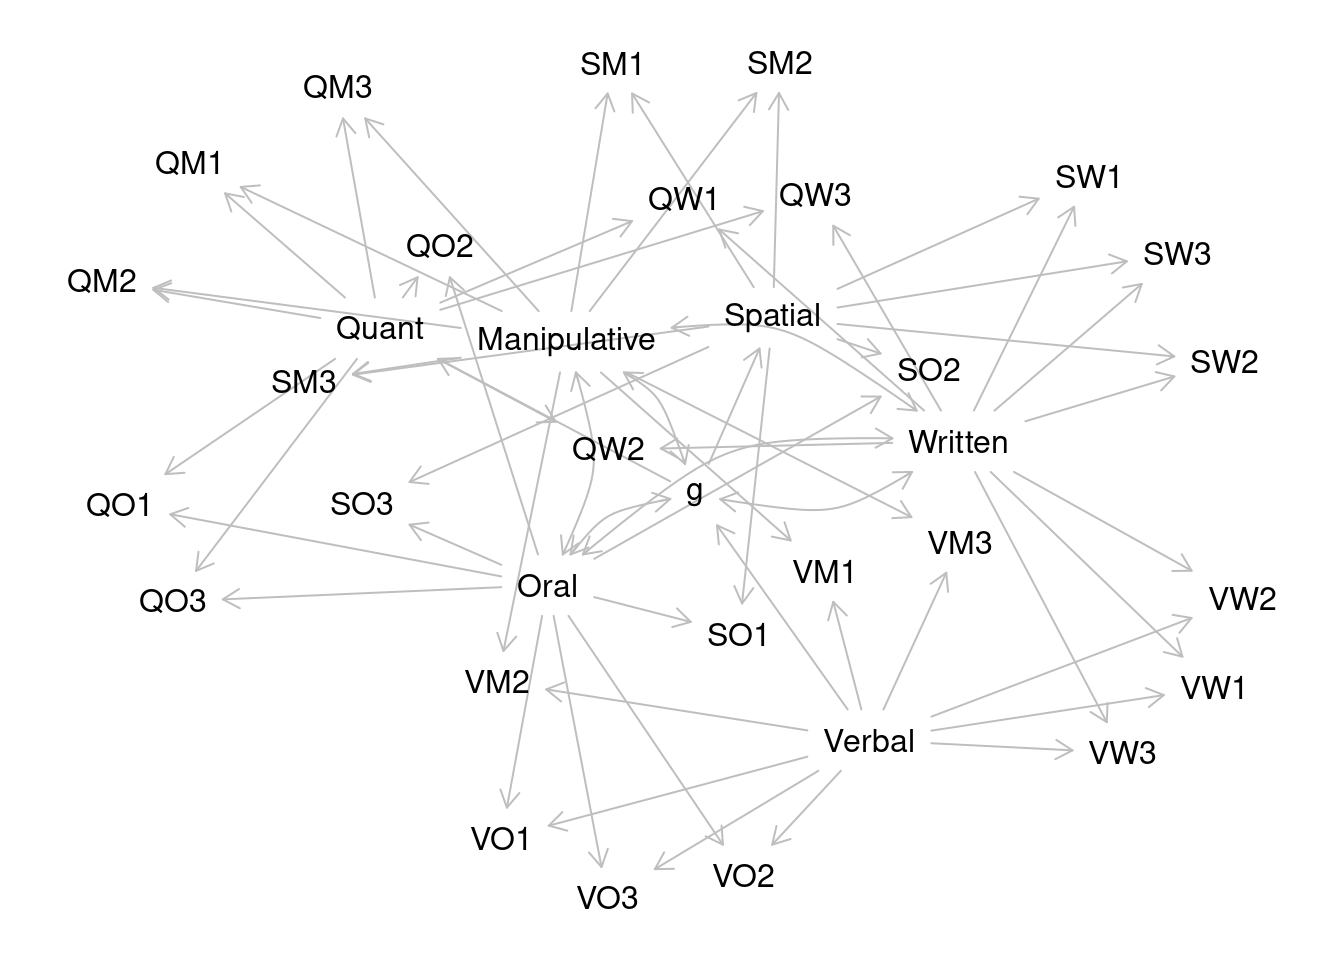 SM1
SM2
QM3
QM1
SW1
QW1
QW3
QO2
SW3
QM2
Spatial
Quant
Manipulative
SW2
SO2
SM3
Written
QW2
g
SO3
QO1
VM3
VM1
Oral
VW2
QO3
SO1
VM2
VW1
Verbal
VW3
VO1
VO2
VO3